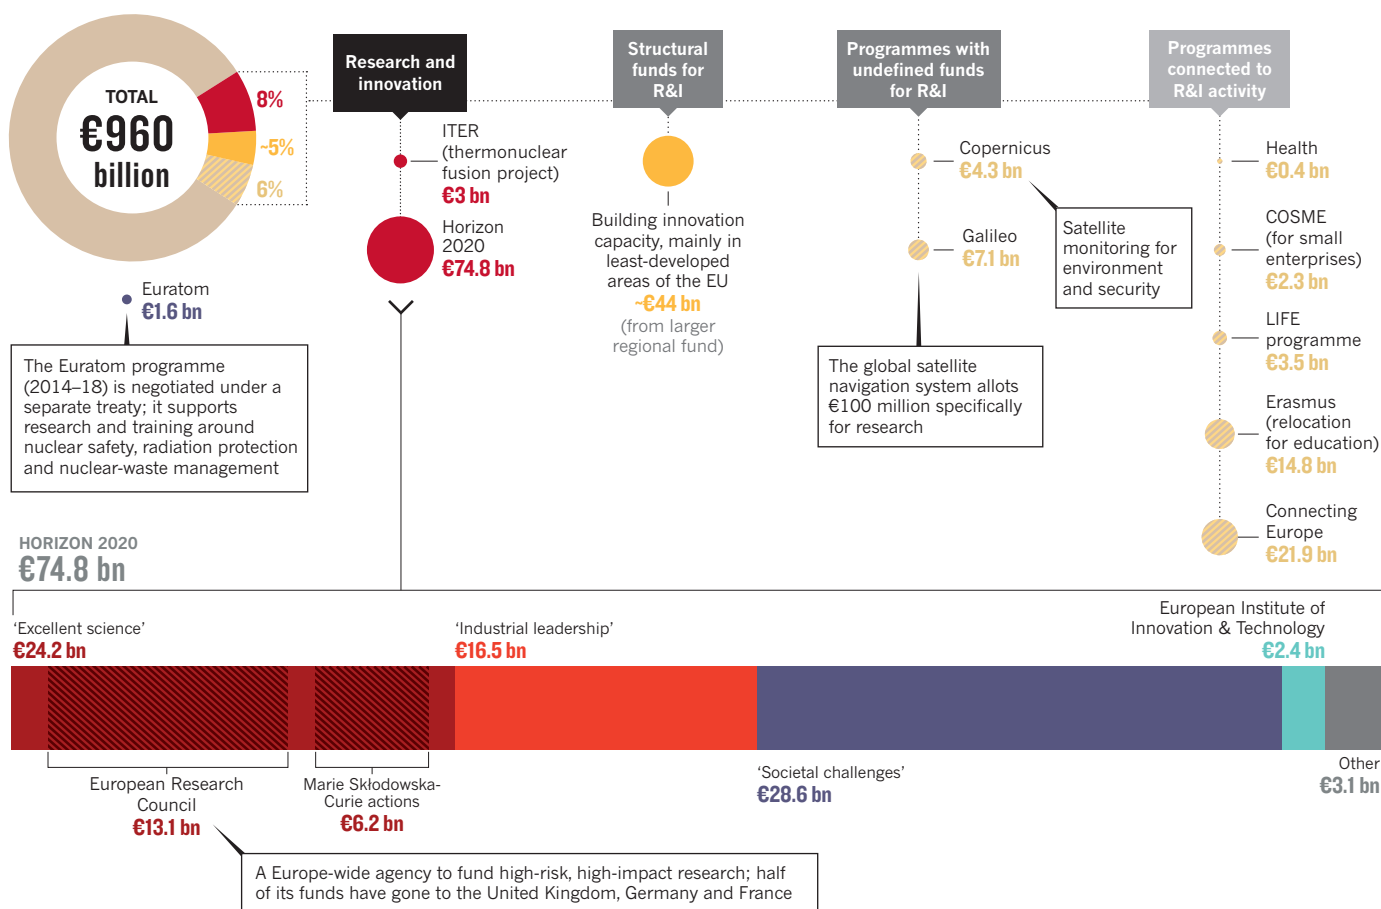 TOTAL
€960
billion
8%
~5%
6%
Euratom
€1.6 bn
The Euratom programme
(2014–18) is negotiated under a
separate treaty; it supports
research and training around
nuclear safety, radiation protection
and nuclear-waste management
Research and
innovation
ITER
(thermonuclear
fusion project)
€3 bn
Horizon
2020
€74.8 bn
Structural
funds for
R&I
Building innovation
capacity, mainly in
least-developed
areas of the EU
~€44 bn
(from larger
regional fund)
Programmes with
undefined funds
for R&I
Copernicus
€4.3 bn
Satellite
monitoring for
environment
and security
Galileo
€7.1 bn
The global satellite
navigation system allots
€100 million specifically
for research
Programmes
connected to
R&I activity
Health
€0.4 bn
COSME
(for small
enterprises)
€2.3 bn
LIFE
programme
€3.5 bn
Erasmus
(relocation
for education)
€14.8 bn
Connecting
Europe
€21.9 bn
HORIZON 2020
€74.8 bn
‘Excellent science’
€24.2 bn
‘Industrial leadership’
€16.5 bn
European Institute of
Innovation & Technology
€2.4 bn
European Research
Council
€13.1 bn
Marie Skłodowska-
Curie actions
€6.2 bn
‘Societal challenges’
€28.6 bn
Other
€3.1 bn
A Europe-wide agency to fund high-risk, high-impact research; half
of its funds have gone to the United Kingdom, Germany and France